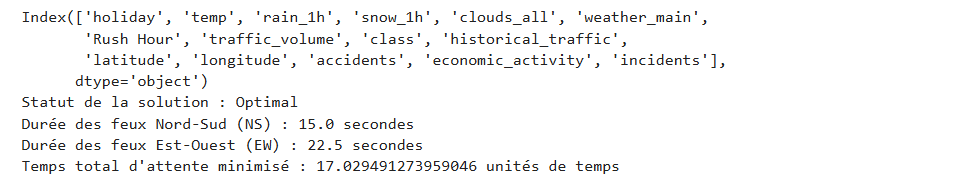 Index(['holiday', 'temp', 'rain_1h', 'snow_1h', 'clouds_all', 'weather_main',
'Rush Hour', 'traffic_volume', 'class', 'historical_traffic',
'latitude', 'longitude', 'accidents', 'economic_activity', 'incidents'],
dtype='object')
Statut de la solution : Optimal
Durée des feux Nord-Sud (NS) : 15.0 secondes
Durée des feux Est-Ouest (EW) : 22.5 secondes
Temps total d'attente minimisé : 17.029491273959046 unités de temps